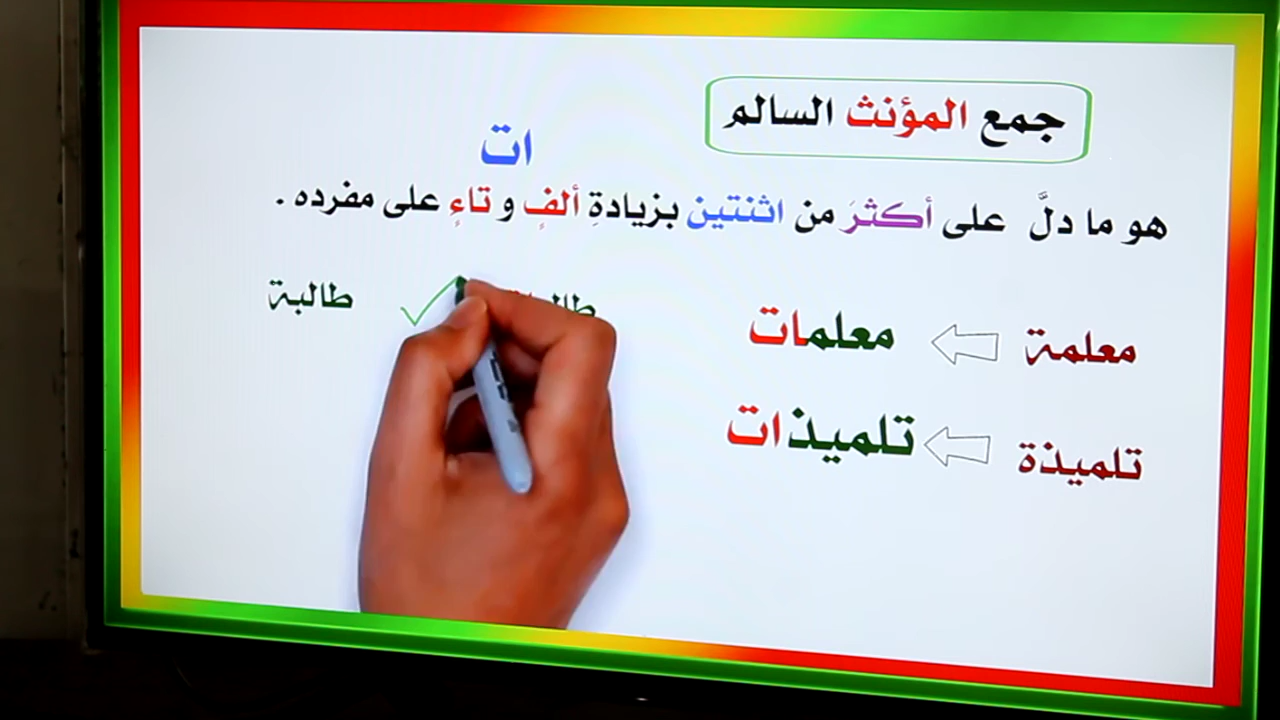 جمع المؤنث السالم
ات
هو ما دلَّ على أكثرَ من اثنتين بزيادةِ ألفٍ و تاءٍ على مفرده .
معلمة معلمات
طالبة
تلميذة تلميذات